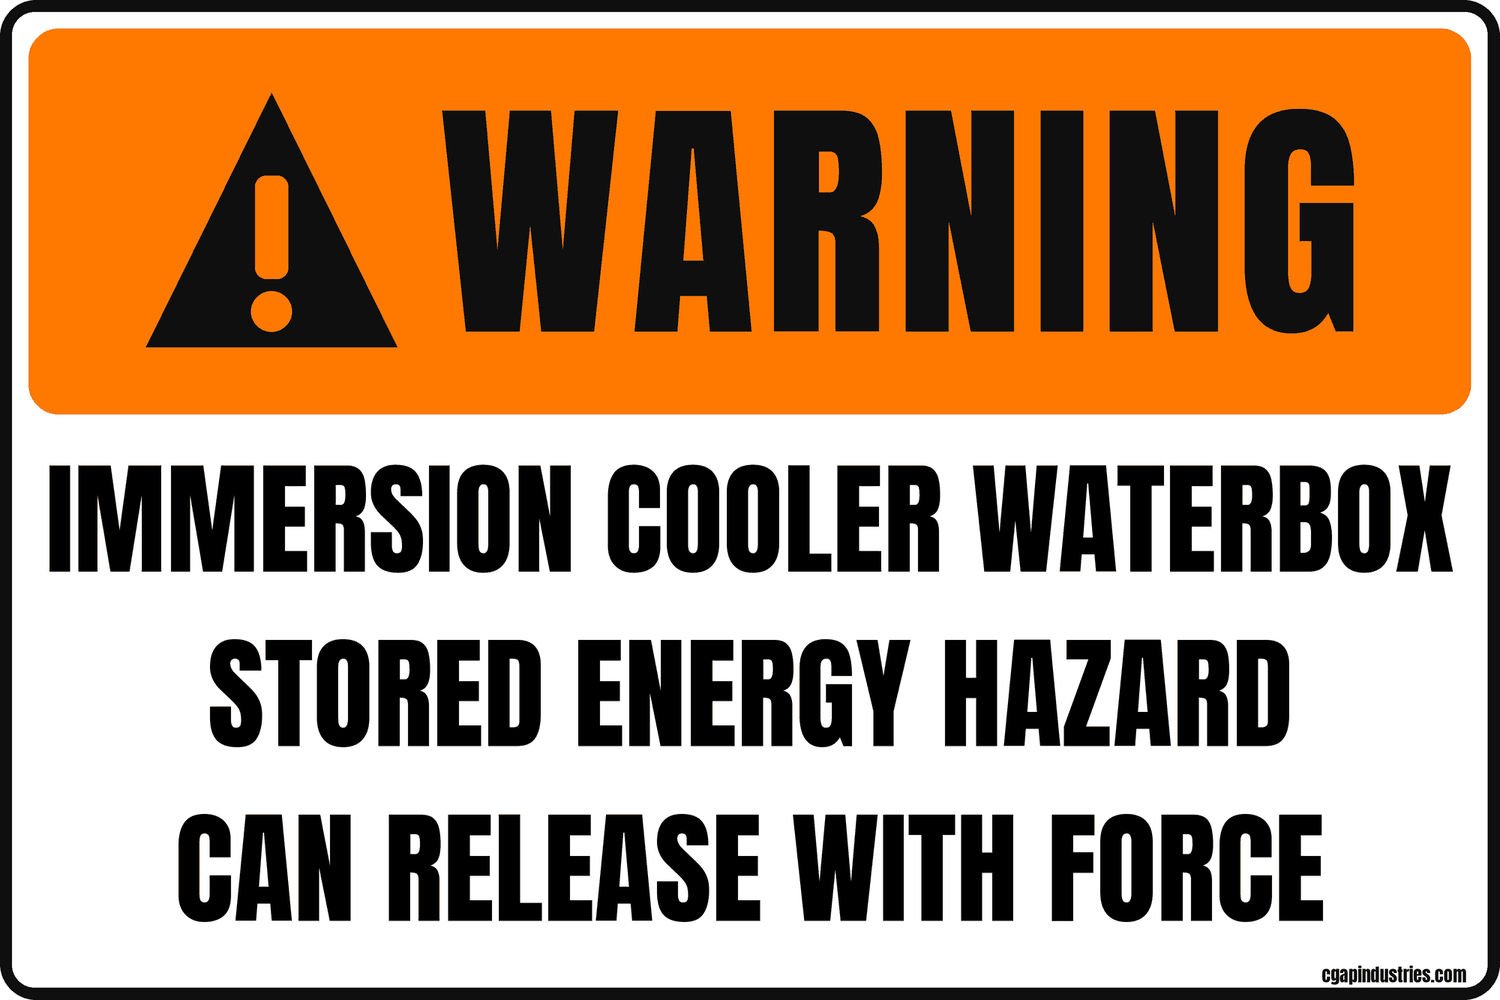 WARNING
IMMERSION COOLER WATERBOX
STORED ENERGY HAZARD
CAN RELEASE WITH FORCE
cgapindustries.com